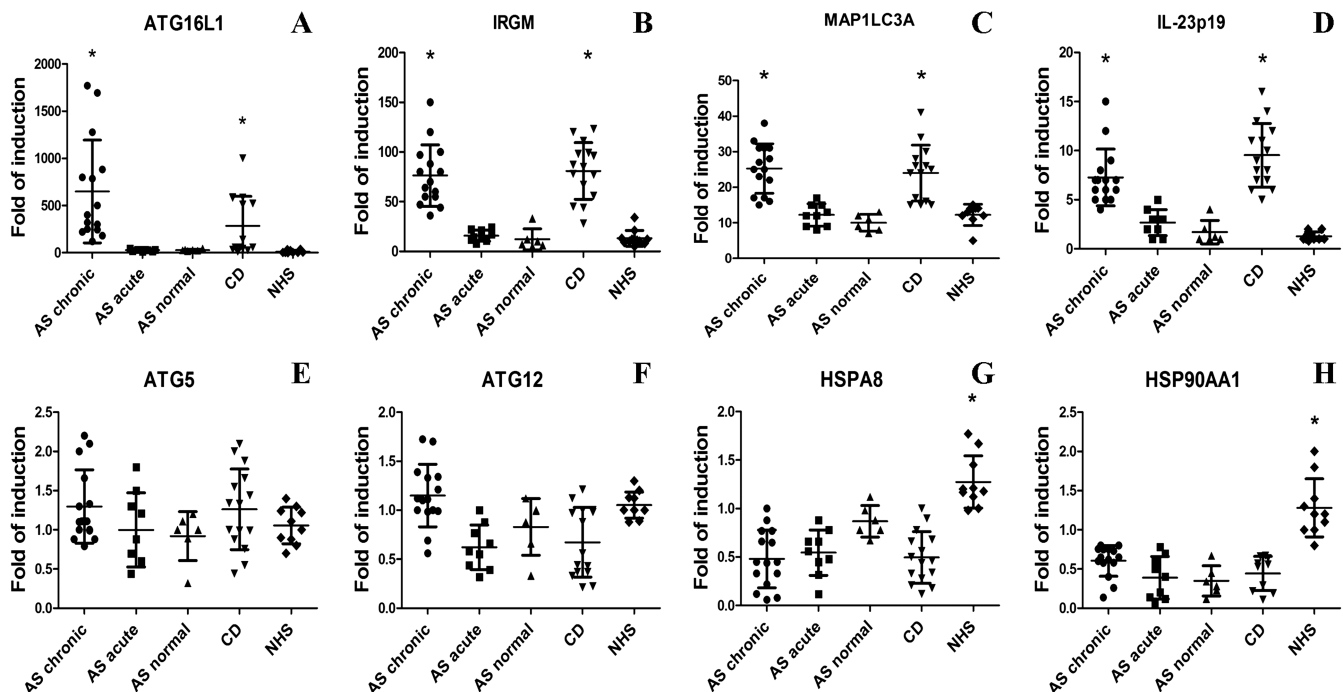 ATG16L1 A
Fold of induction
2000
1500
1000
500
0
* *
AS chronic AS acute AS normal CD NHS
IRGM B
Fold of induction
200
150
100
50
0
* *
AS chronic AS acute AS normal CD NHS
MAP1LC3A C
Fold of induction
50
40
30
20
10
0
* *
AS chronic AS acute AS normal CD NHS
IL-23p19 D
Fold of induction
20
15
10
5
0
* *
AS chronic AS acute AS normal CD NHS
ATG5 E
Fold of induction
2.5
2.0
1.5
1.0
0.5
0.0
AS chronic AS acute AS normal CD NHS
ATG12 F
Fold of induction
2.0
1.5
1.0
0.5
0.0
AS chronic AS acute AS normal CD NHS
HSPA8 G
Fold of induction
2.0
1.5
1.0
0.5
0.0
*
AS chronic AS acute AS normal CD NHS
HSP90AA1 H
Fold of induction
2.5
2.0
1.5
1.0
0.5
0.0
*
AS chronic AS acute AS normal CD NHS